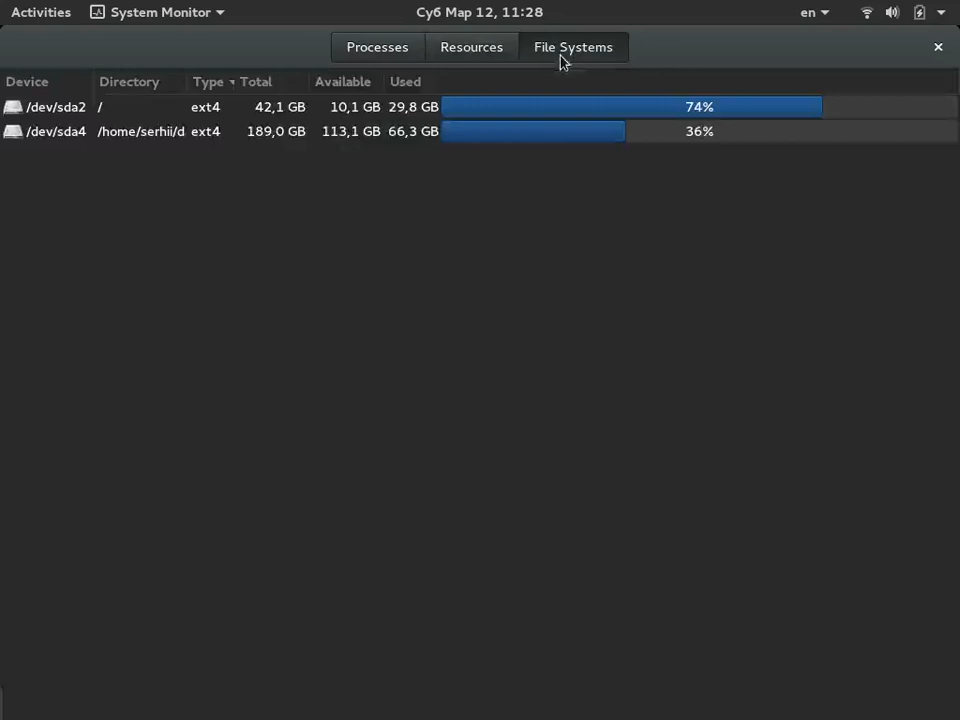 Activities System Monitor Суб Мар 12, 11:28 en
Processes Resources File Systems
Device Directory Type Total Available Used
/dev/sda2 / ext4 42,1 GB 10,1 GB 29,8 GB 74%
/dev/sda4 /home/serhii/d ext4 189,0 GB 113,1 GB 66,3 GB 36%